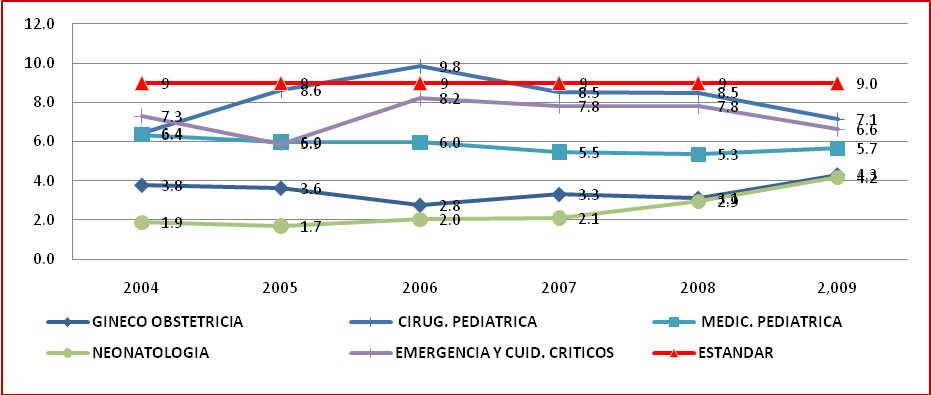 12.0
10.0 9.8
9 9 9 9 9 9.0
8.0 8.6 8.5 8.5
7.3 8.2 7.8 7.8 7.1
6.0 6.4 6.0 5.5 5.3 6.6
5.9 5.7
4.0 3.8 3.6 2.8 3.3 4.3
2.0 1.9 1.7 2.0 2.1 2.9 4.2
0.0
2004 2005 2006 2007 2008 2,009
GINECO OBSTETRICIA CIRUG. PEDIATRICA MEDIC. PEDIATRICA
NEONATOLOGIA EMERGENCIA Y CUID. CRITICOS ESTANDAR